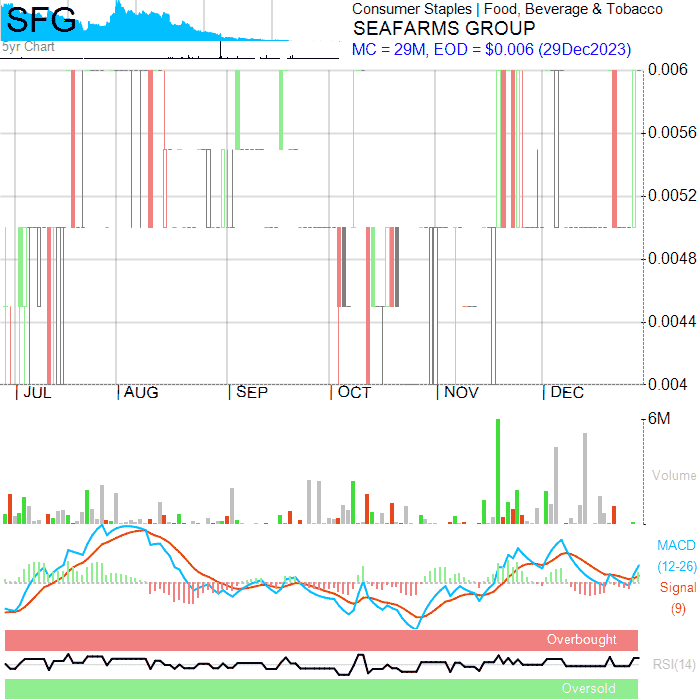 SFG
Consumer Staples | Food, Beverage & Tobacco
SEAFARMS GROUP
MC = 29M, EOD = $0.006 (29Dec2023)
5yr Chart
0.006
0.0056
0.0052
0.0048
0.0044
0.004
JUL AUG SEP OCT NOV DEC
6M
Volume
MACD
(12-26)
Signal
(9)
Overbought
RSI(14)
Oversold